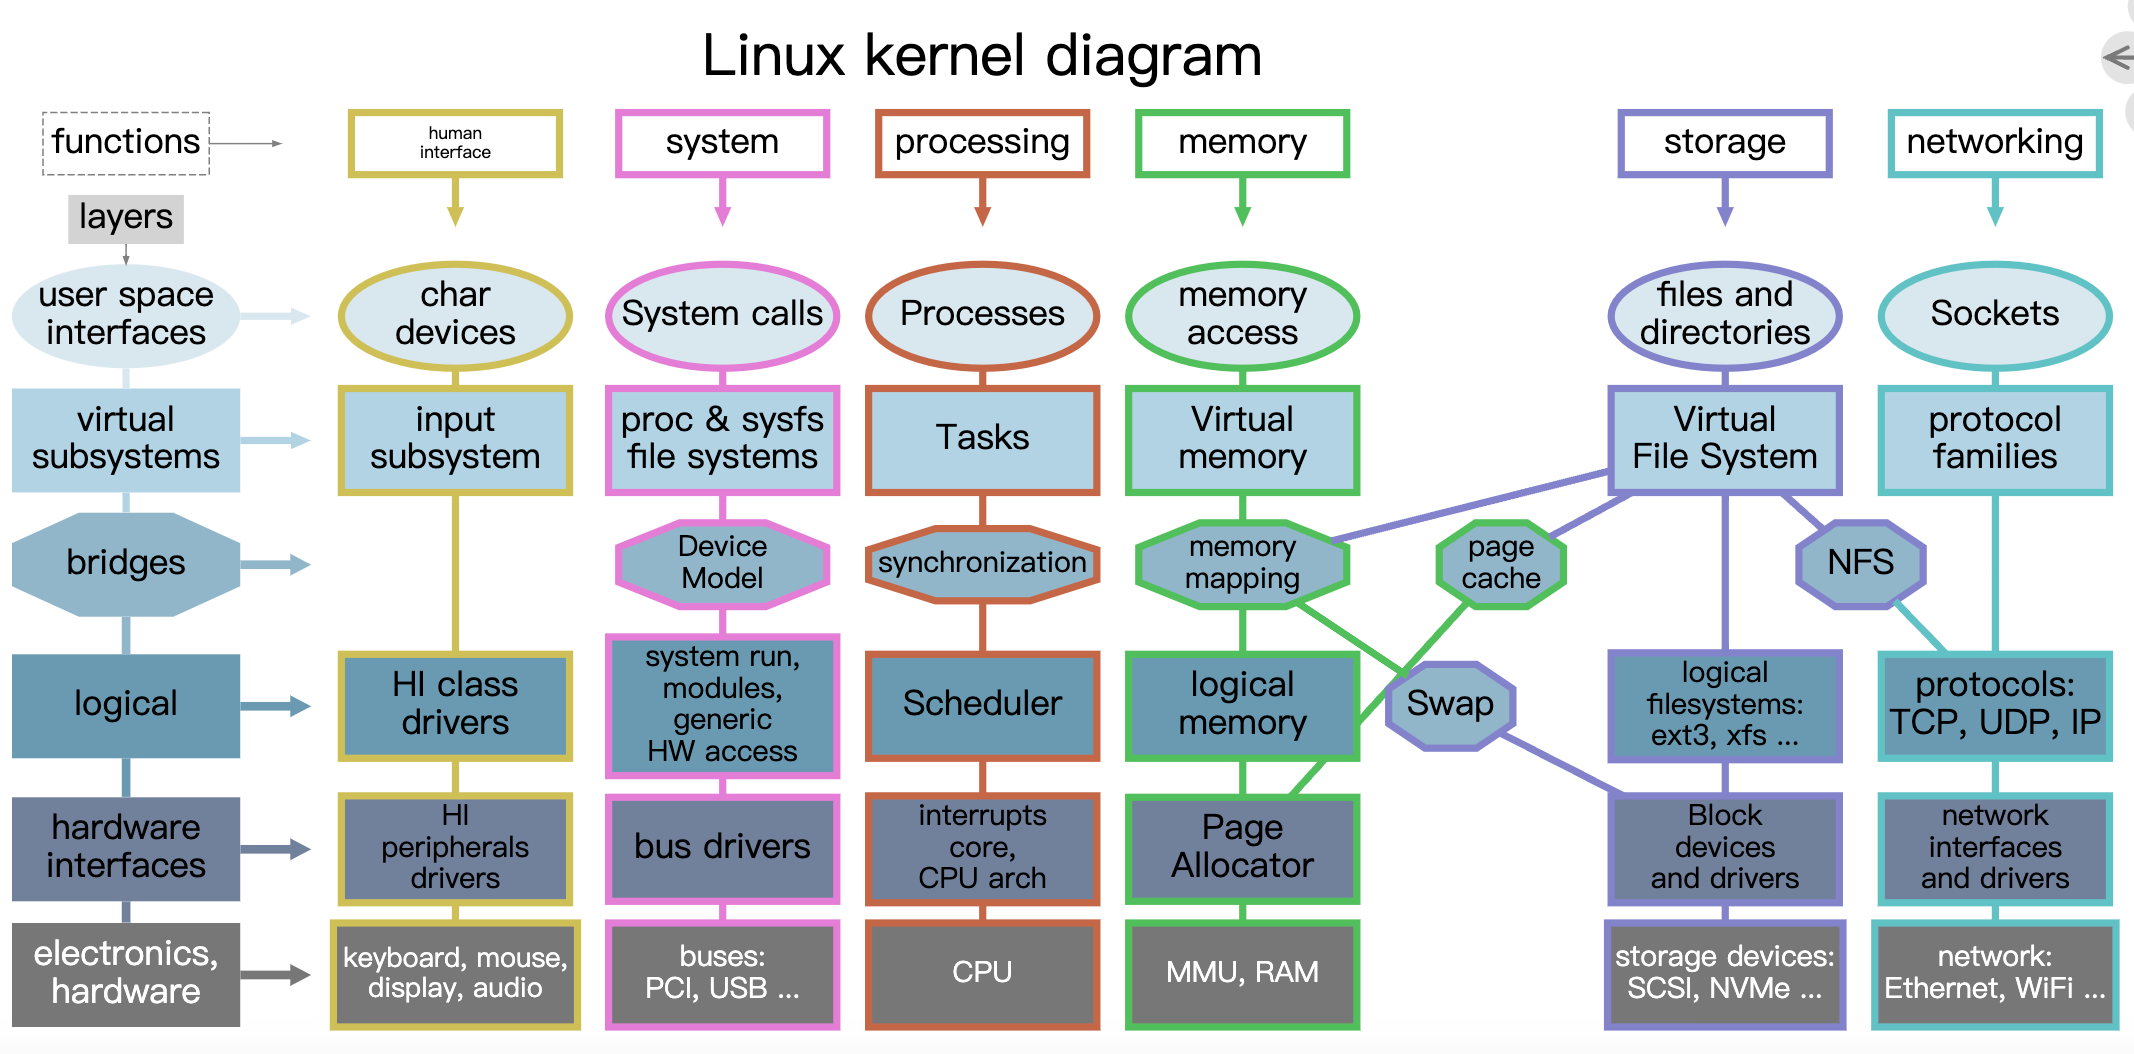 Linux kernel diagram
functions
human
interface
system
processing
memory
storage
networking
layers
user space
interfaces
char
devices
System calls
Processes
memory
access
files and
directories
Sockets
virtual
subsystems
input
subsystem
proc & sysfs
file systems
Tasks
Virtual
memory
Virtual
File System
protocol
families
bridges
Device
Model
synchronization
memory
mapping
page
cache
NFS
logical
HI class
drivers
system run,
modules,
generic
HW access
Scheduler
logical
memory
Swap
logical
filesystems:
ext3, xfs ...
protocols:
TCP, UDP, IP
hardware
interfaces
HI
peripherals
drivers
bus drivers
interrupts
core,
CPU arch
Page
Allocator
Block
devices
and drivers
network
interfaces
and drivers
electronics,
hardware
keyboard, mouse,
display, audio
buses:
PCI, USB ...
CPU
MMU, RAM
storage devices:
SCSI, NVMe ...
network:
Ethernet, WiFi ...